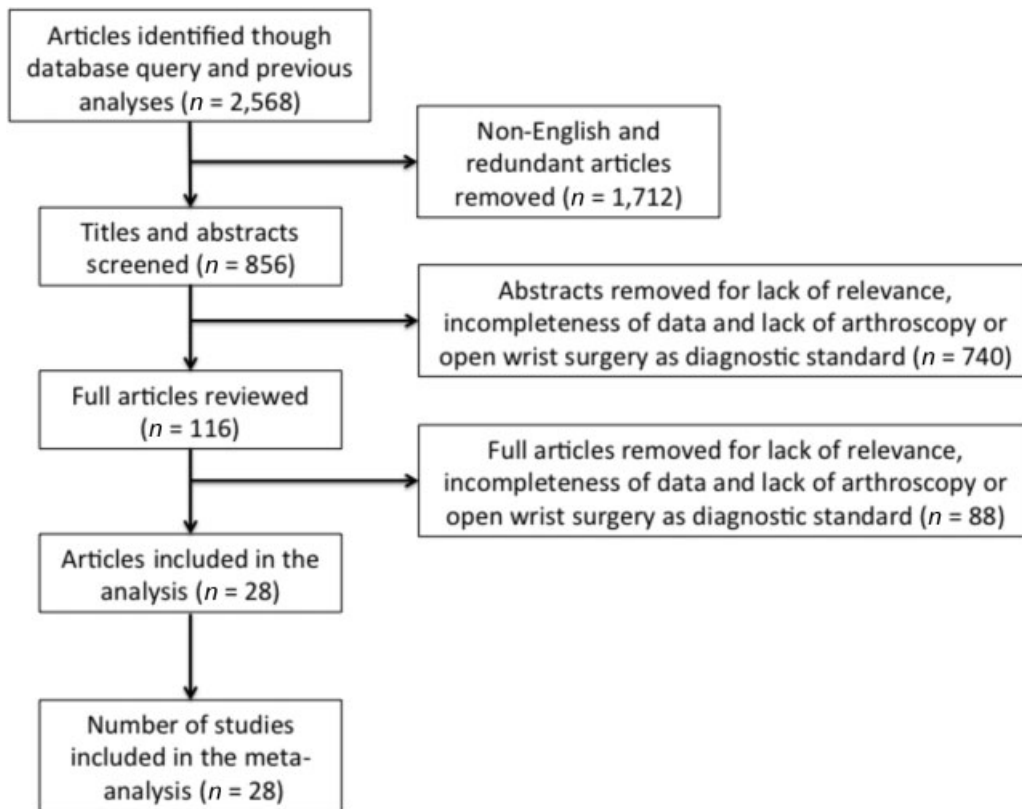 Articles identified though
database query and previous
analyses (n = 2,568)
Non-English and
redundant articles
removed (n = 1,712)
Titles and abstracts
screened (n = 856)
Abstracts removed for lack of relevance,
incompleteness of data and lack of arthroscopy or
open wrist surgery as diagnostic standard (n = 740)
Full articles reviewed
(n = 116)
Full articles removed for lack of relevance,
incompleteness of data and lack of arthroscopy or
open wrist surgery as diagnostic standard (n = 88)
Articles included in the
analysis (n = 28)
Number of studies
included in the meta-
analysis (n = 28)